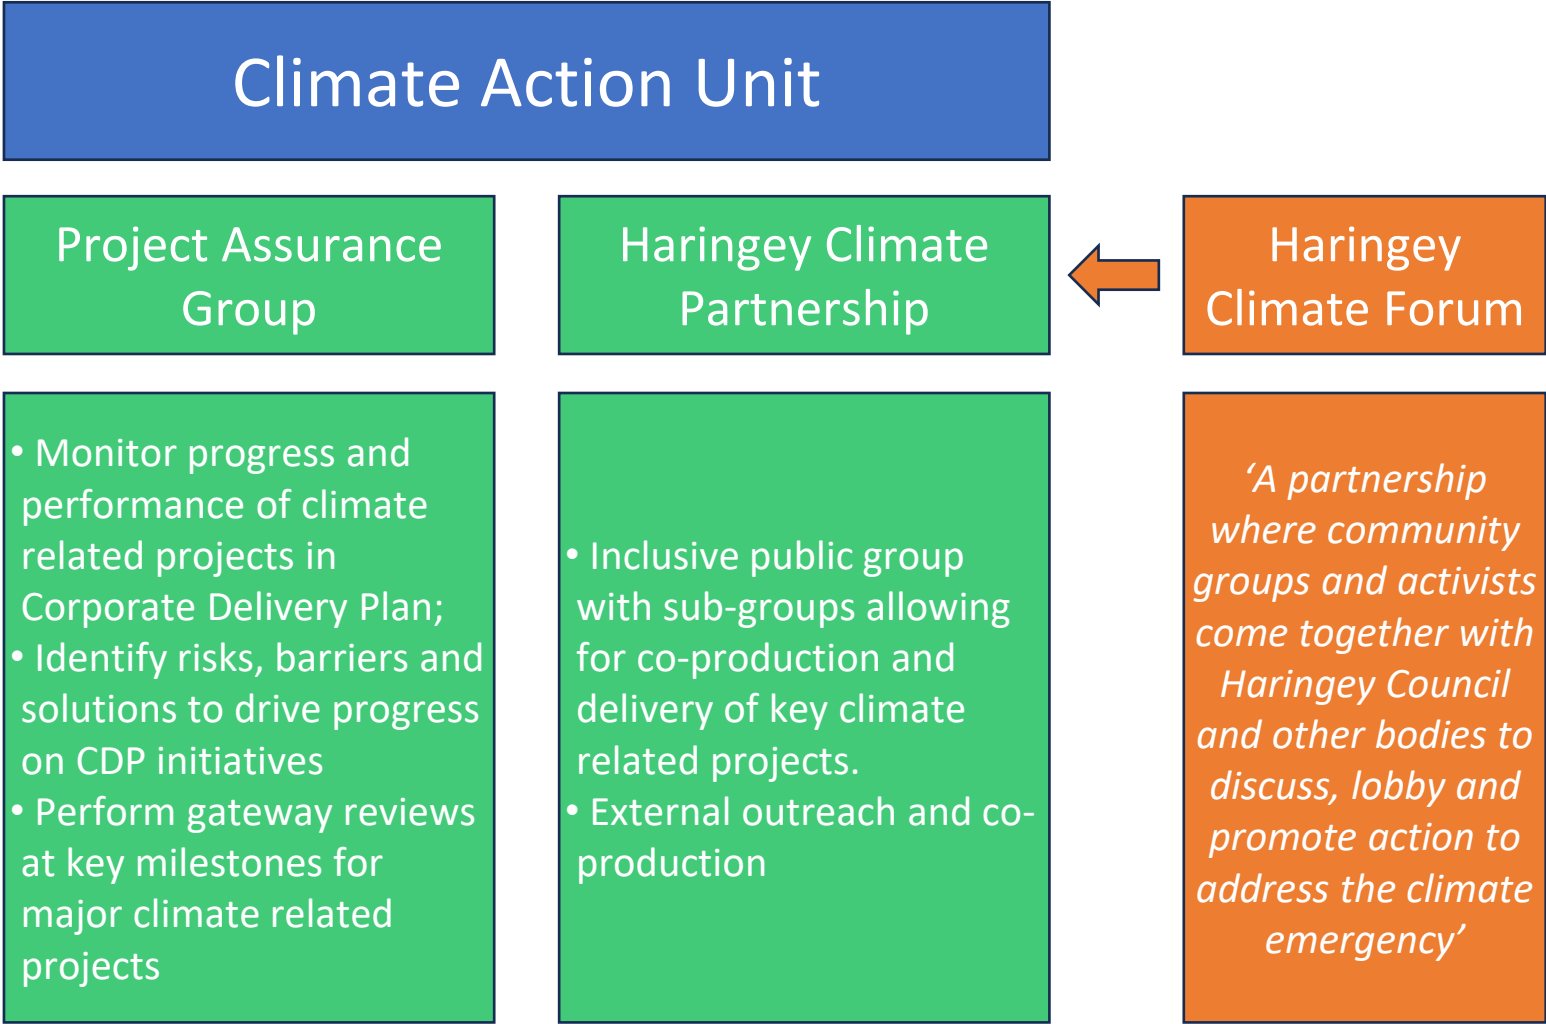 Climate Action Unit
Project Assurance
Group
Haringey Climate
Partnership
Haringey
Climate Forum
• Monitor progress and
performance of climate
related projects in
Corporate Delivery Plan;
• Identify risks, barriers and
solutions to drive progress
on CDP initiatives
• Perform gateway reviews
at key milestones for
major climate related
projects
• Inclusive public group
with sub-groups allowing
for co-production and
delivery of key climate
related projects.
• External outreach and co-
production
‘A partnership
where community
groups and activists
come together with
Haringey Council
and other bodies to
discuss, lobby and
promote action to
address the climate
emergency’